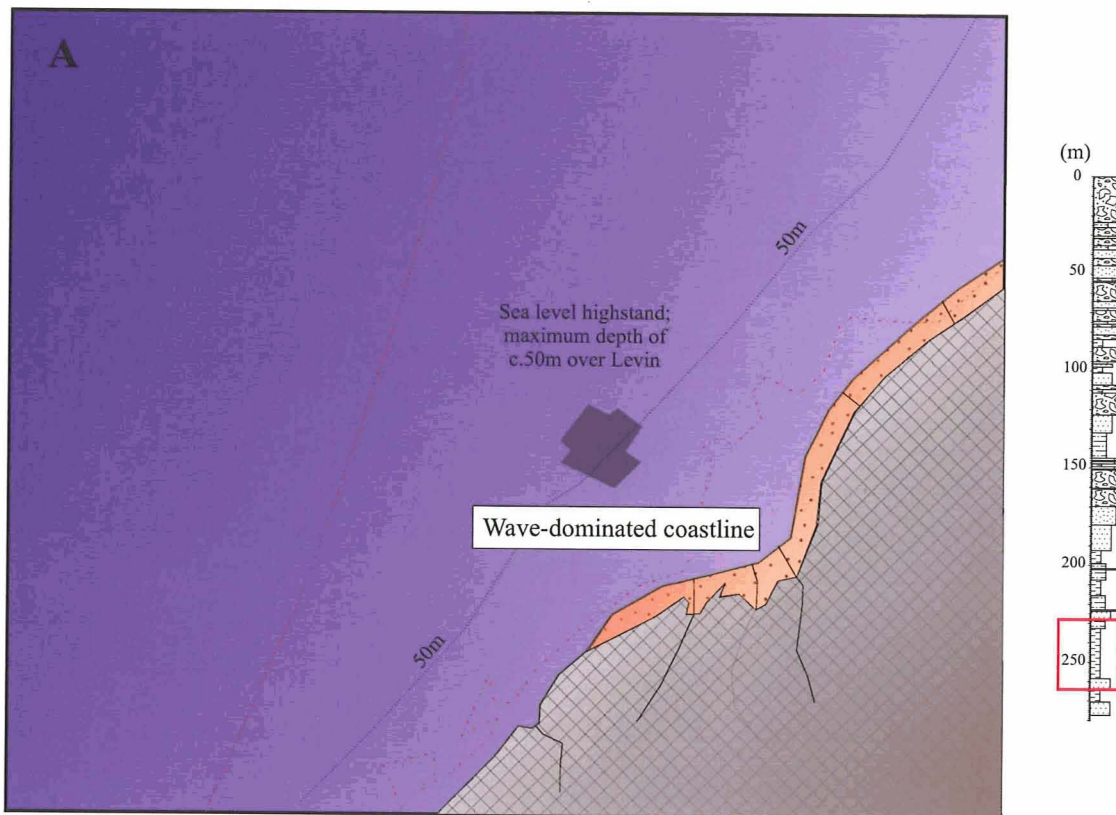 A
50m
Sea level highstand;
maximum depth of
c.50m over Levin
Wave-dominated coastline
50m
(m)
0
50
100
150
200
250